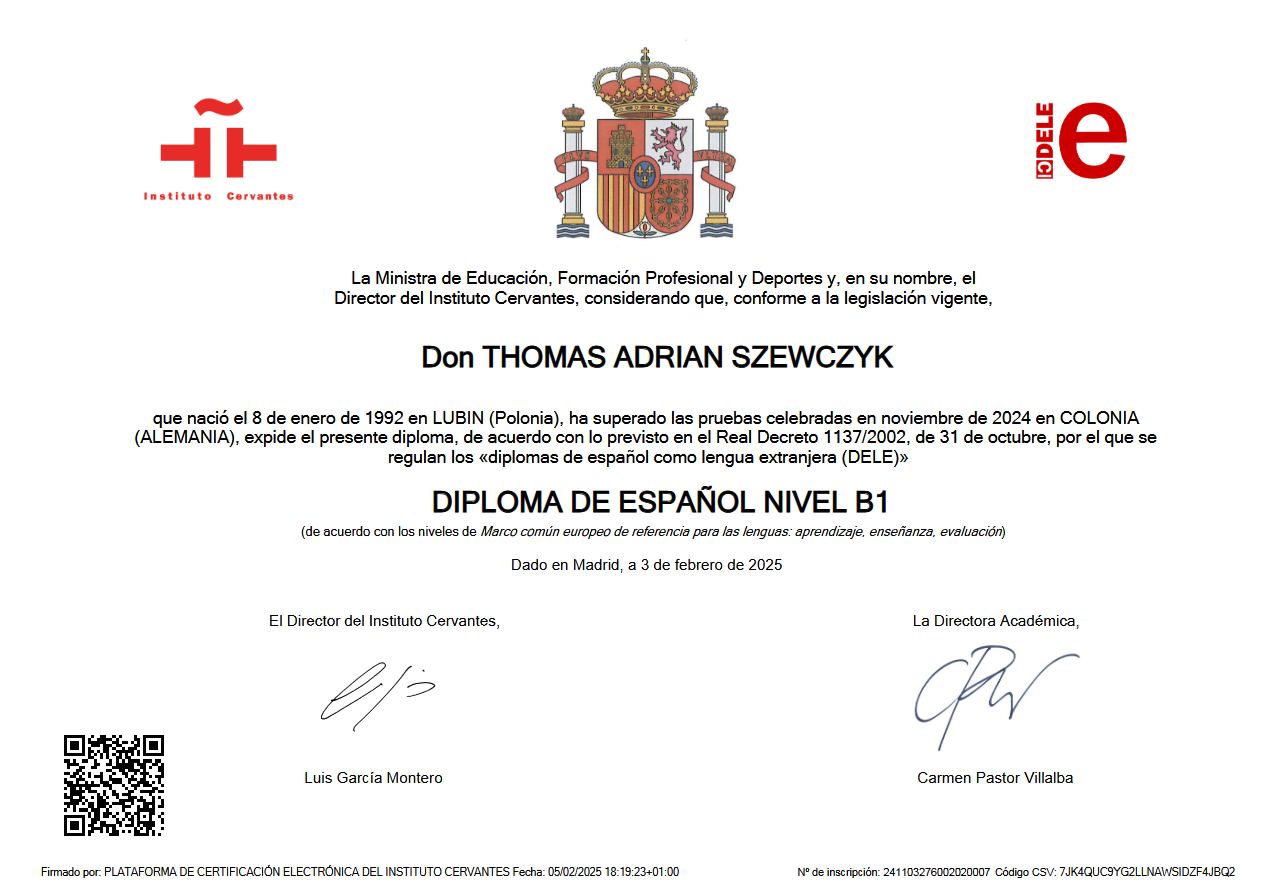 Instituto Cervantes
DELE
e
La Ministra de Educación, Formación Profesional y Deportes y, en su nombre, el
Director del Instituto Cervantes, considerando que, conforme a la legislación vigente,
Don THOMAS ADRIAN SZEWCZYK
que nació el 8 de enero de 1992 en LUBIN (Polonia), ha superado las pruebas celebradas en noviembre de 2024 en COLONIA
(ALEMANIA), expide el presente diploma, de acuerdo con lo previsto en el Real Decreto 1137/2002, de 31 de octubre, por el que se
regulan los «diplomas de español como lengua extranjera (DELE)»
DIPLOMA DE ESPAÑOL NIVEL B1
(de acuerdo con los niveles de Marco común europeo de referencia para las lenguas: aprendizaje, enseñanza, evaluación)
Dado en Madrid, a 3 de febrero de 2025
El Director del Instituto Cervantes,
La Directora Académica,
Luis García Montero
Carmen Pastor Villalba
Firmado por: PLATAFORMA DE CERTIFICACIÓN ELECTRÓNICA DEL INSTITUTO CERVANTES Fecha: 05/02/2025 18:19:23+01:00
Nº de inscripción: 241103276002020007 Código CSV: 7JK4QUC9YG2LLNAWSIDZF4JBQ2